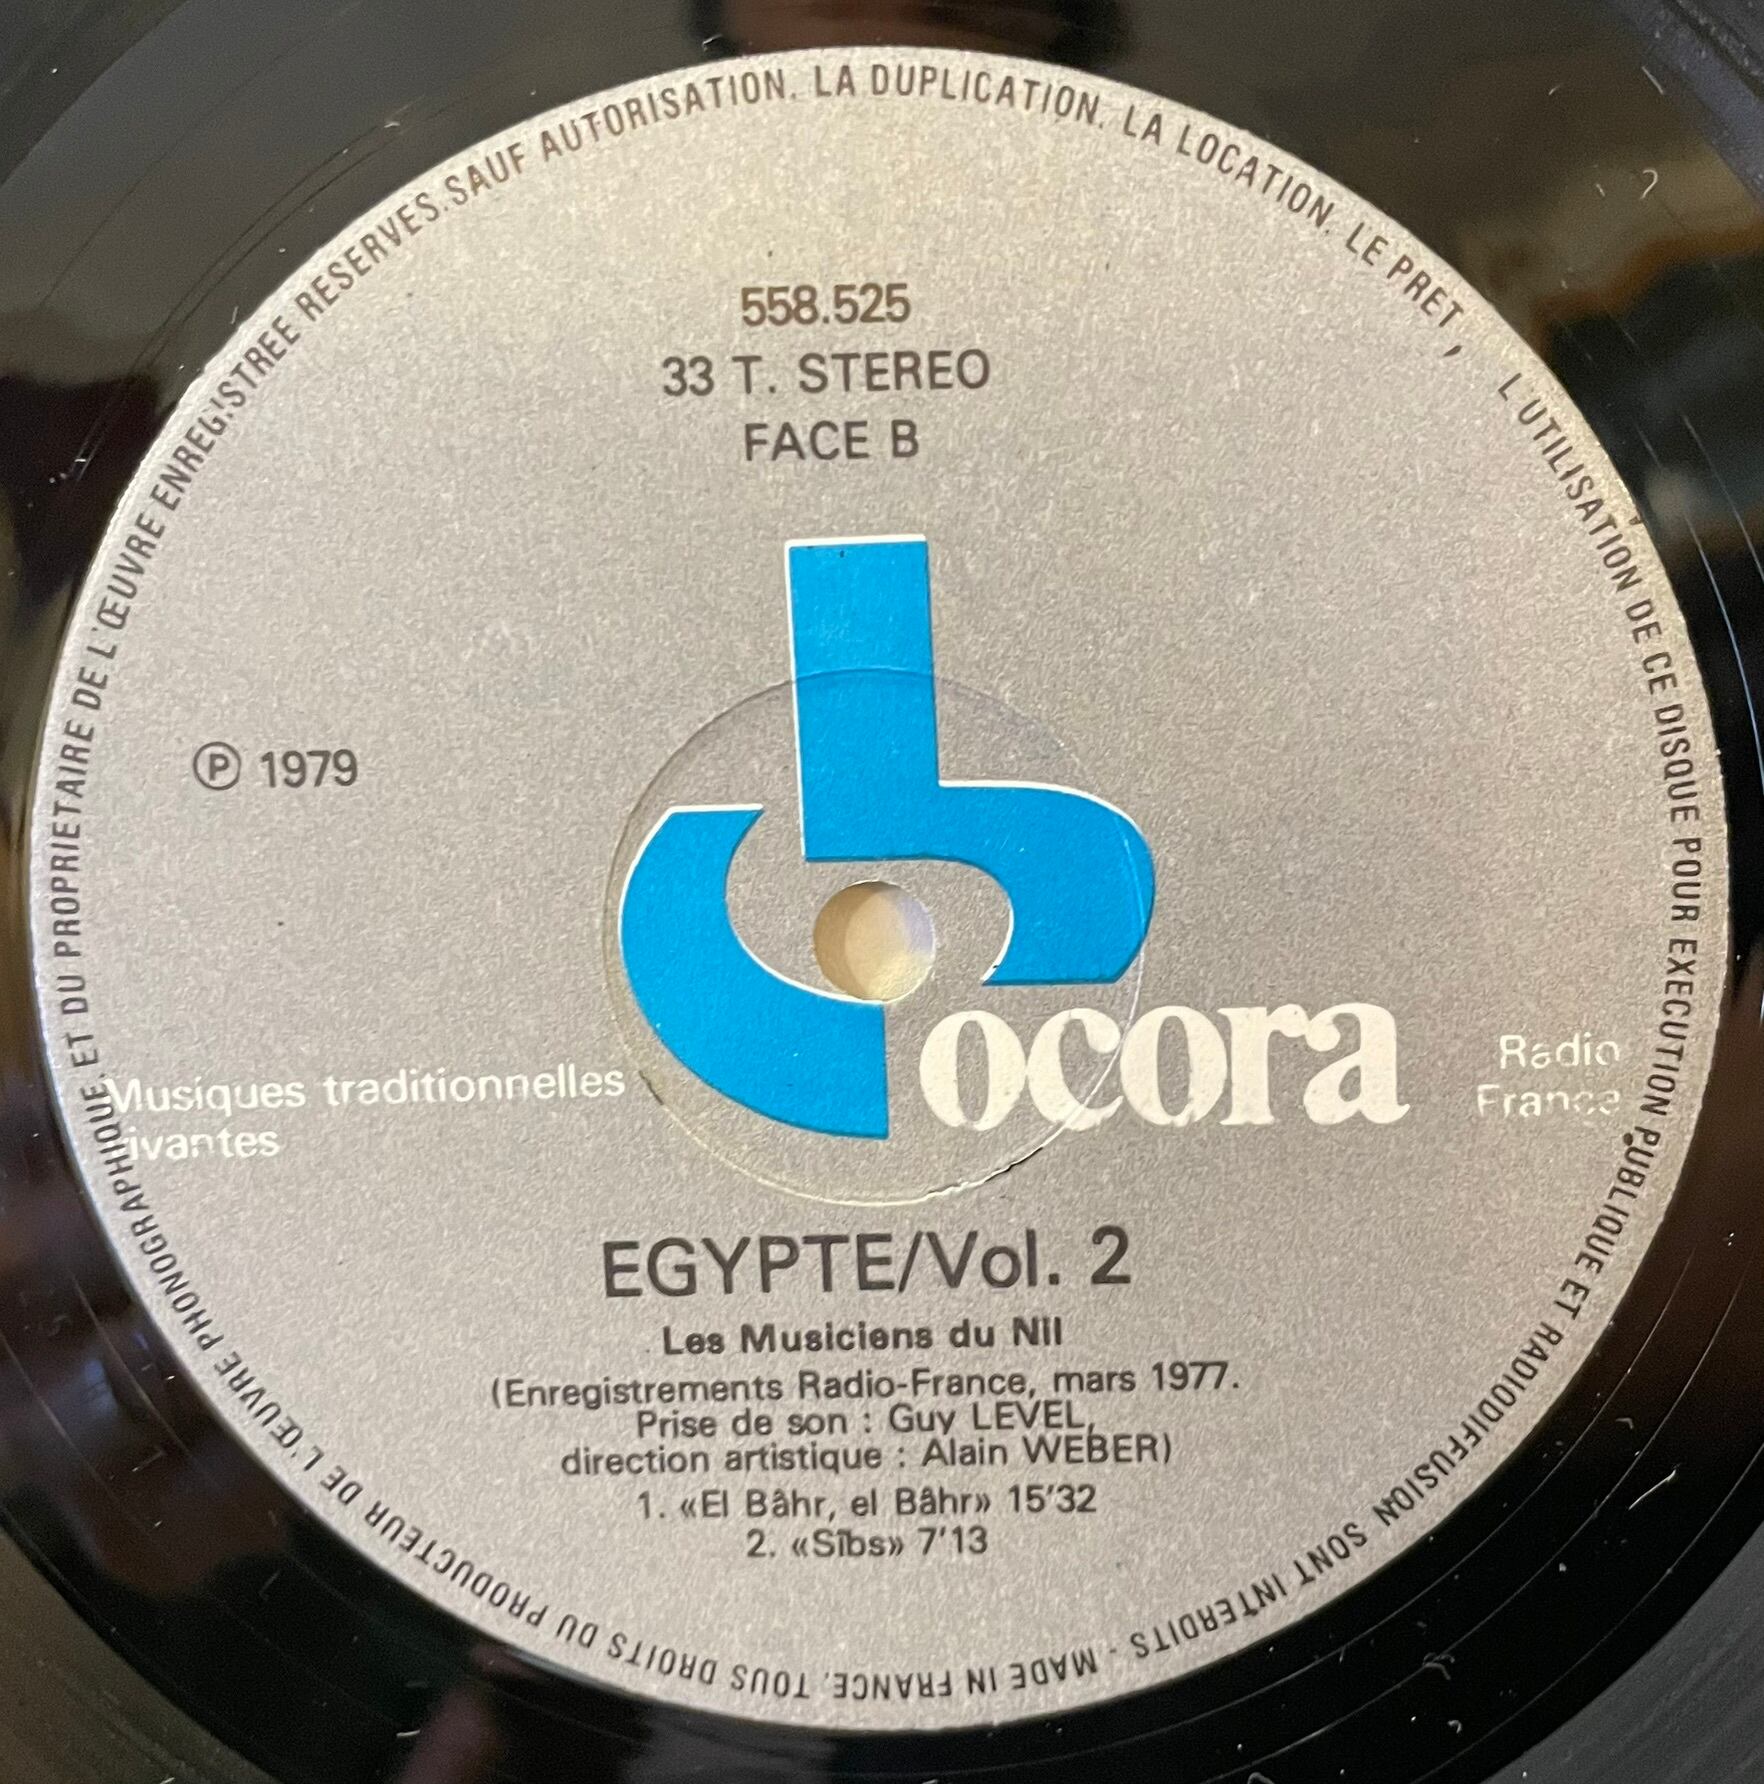 TOUS DROITS DU PRODUCTEUR DE L'ŒUVRE PHONOGRAPHIQUE. ET DU PROPRIETAIRE DE L'ŒUVRE ENREGISTREE RESERVES. SAUF AUTORISATION. LA DUPLICATION. LA LOCATION. LE PRET, L'UTILISATION DE CE DISQUE POUR EXECUTION PUBLIQUE ET RADIODIFFUSION SONT INTERDITS - MADE IN FRANCE.
558.525
33 T. STEREO
FACE B
℗ 1979
ocora
Radio
France
Musiques traditionnelles
vivantes
EGYPTE/Vol. 2
Les Musiciens du Nil
(Enregistrements Radio-France, mars 1977.
Prise de son : Guy LEVEL,
direction artistique : Alain WEBER)
1. «El Bâhr, el Bâhr» 15'32
2. «Sîbs» 7'13